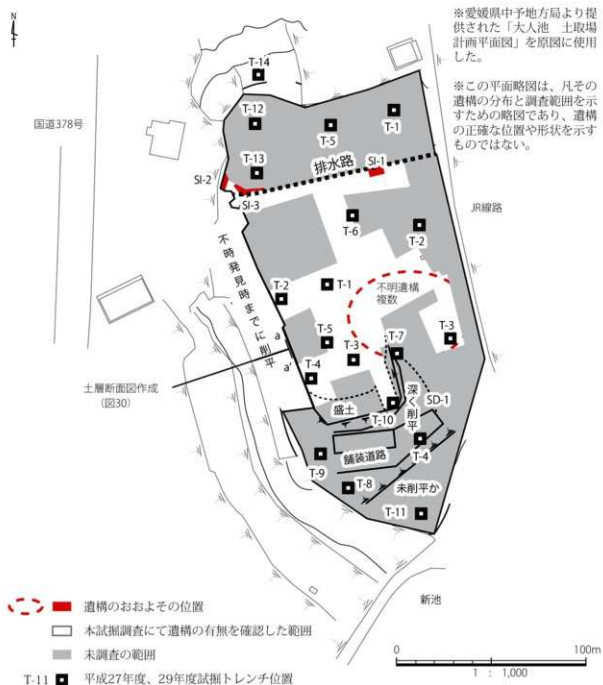 N
※愛媛県中予地方局より提
供された「大人池　土取場
計画平面図」を原図に使用
した。
※この平面略図は、凡その
遺構の分布と調査範囲を示
すための略図であり、遺構
の正確な位置や形状を示す
ものではない。
国道378号
T-14
T-12
T-5
T-1
T-13
排水路
SI-1
SI-2
SI-3
JR線路
T-6
T-2
不時発見時までに削平
T-2
T-1
不明遺構
複数
T-5
T-3
T-7
T-3
a
a'
T-4
土層断面図作成
(図30)
盛土
T-10
深く削平
SD-1
舗装道路
T-4
T-9
T-8
未削平か
T-11
新池
遺構のおおよその位置
本試掘調査にて遺構の有無を確認した範囲
未調査の範囲
T-11 平成27年度、29年度試掘トレンチ位置
0 100m
1 : 1,000